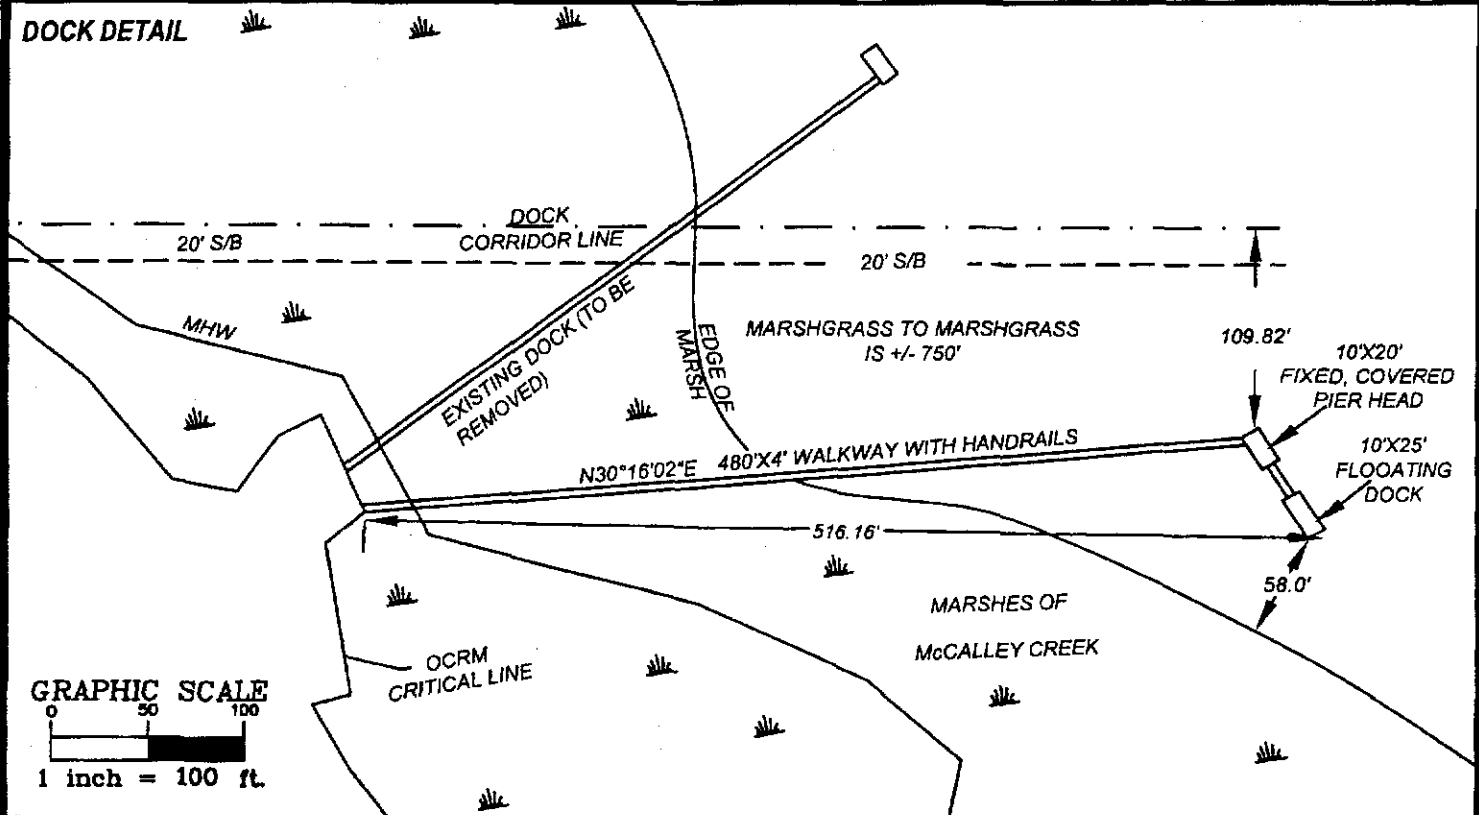 DOCK DETAIL
DOCK
CORRIDOR LINE
20' S/B
20' S/B
MHW
EXISTING DOCK (TO BE
REMOVED)
EDGE OF
MARSH
MARSHGRASS TO MARSHGRASS
IS +/- 750'
109.82'
10'X20'
FIXED, COVERED
PIER HEAD
10'X25'
FLOOATING
DOCK
N30°16'02"E 480'X4' WALKWAY WITH HANDRAILS
516.16'
58.0'
MARSHES OF
McCALLEY CREEK
OCRM
CRITICAL LINE
GRAPHIC SCALE
0 50 100
1 inch = 100 ft.